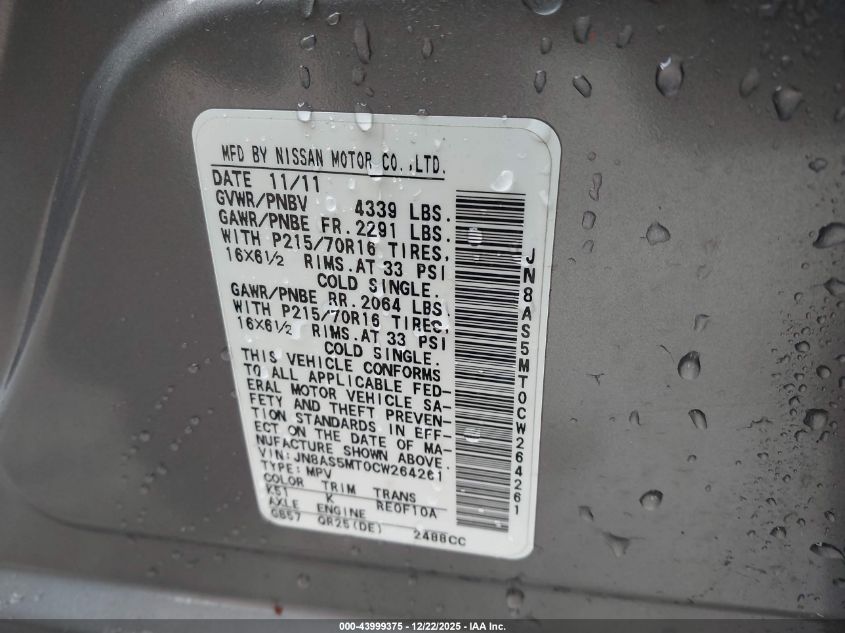 MFD BY NISSAN MOTOR CO.,LTD.
DATE 11/11
GVWR/PNBV 4339 LBS.
GAWR/PNBE FR. 2291 LBS.
WITH P215/70R16 TIRES,
16X6½ RIMS.AT 33 PSI
COLD SINGLE.
GAWR/PNBE RR. 2064 LBS.
WITH P215/70R16 TIRES,
16X6½ RIMS.AT 33 PSI
COLD SINGLE.
THIS VEHICLE CONFORMS
TO ALL APPLICABLE FED-
ERAL MOTOR VEHICLE SA-
FETY AND THEFT PREVEN-
TION STANDARDS IN EFF-
ECT ON THE DATE OF MA-
NUFACTURE SHOWN ABOVE.
VIN: JN8AS5MT0CW264261
TYPE: MPV
COLOR TRIM TRANS
K51 K RE0F10A
AXLE ENGINE
GB57 QR25(DE) 2488CC
JN8AS5MT0CW264261
000-43999375 - 12/22/2025 - IAA Inc.